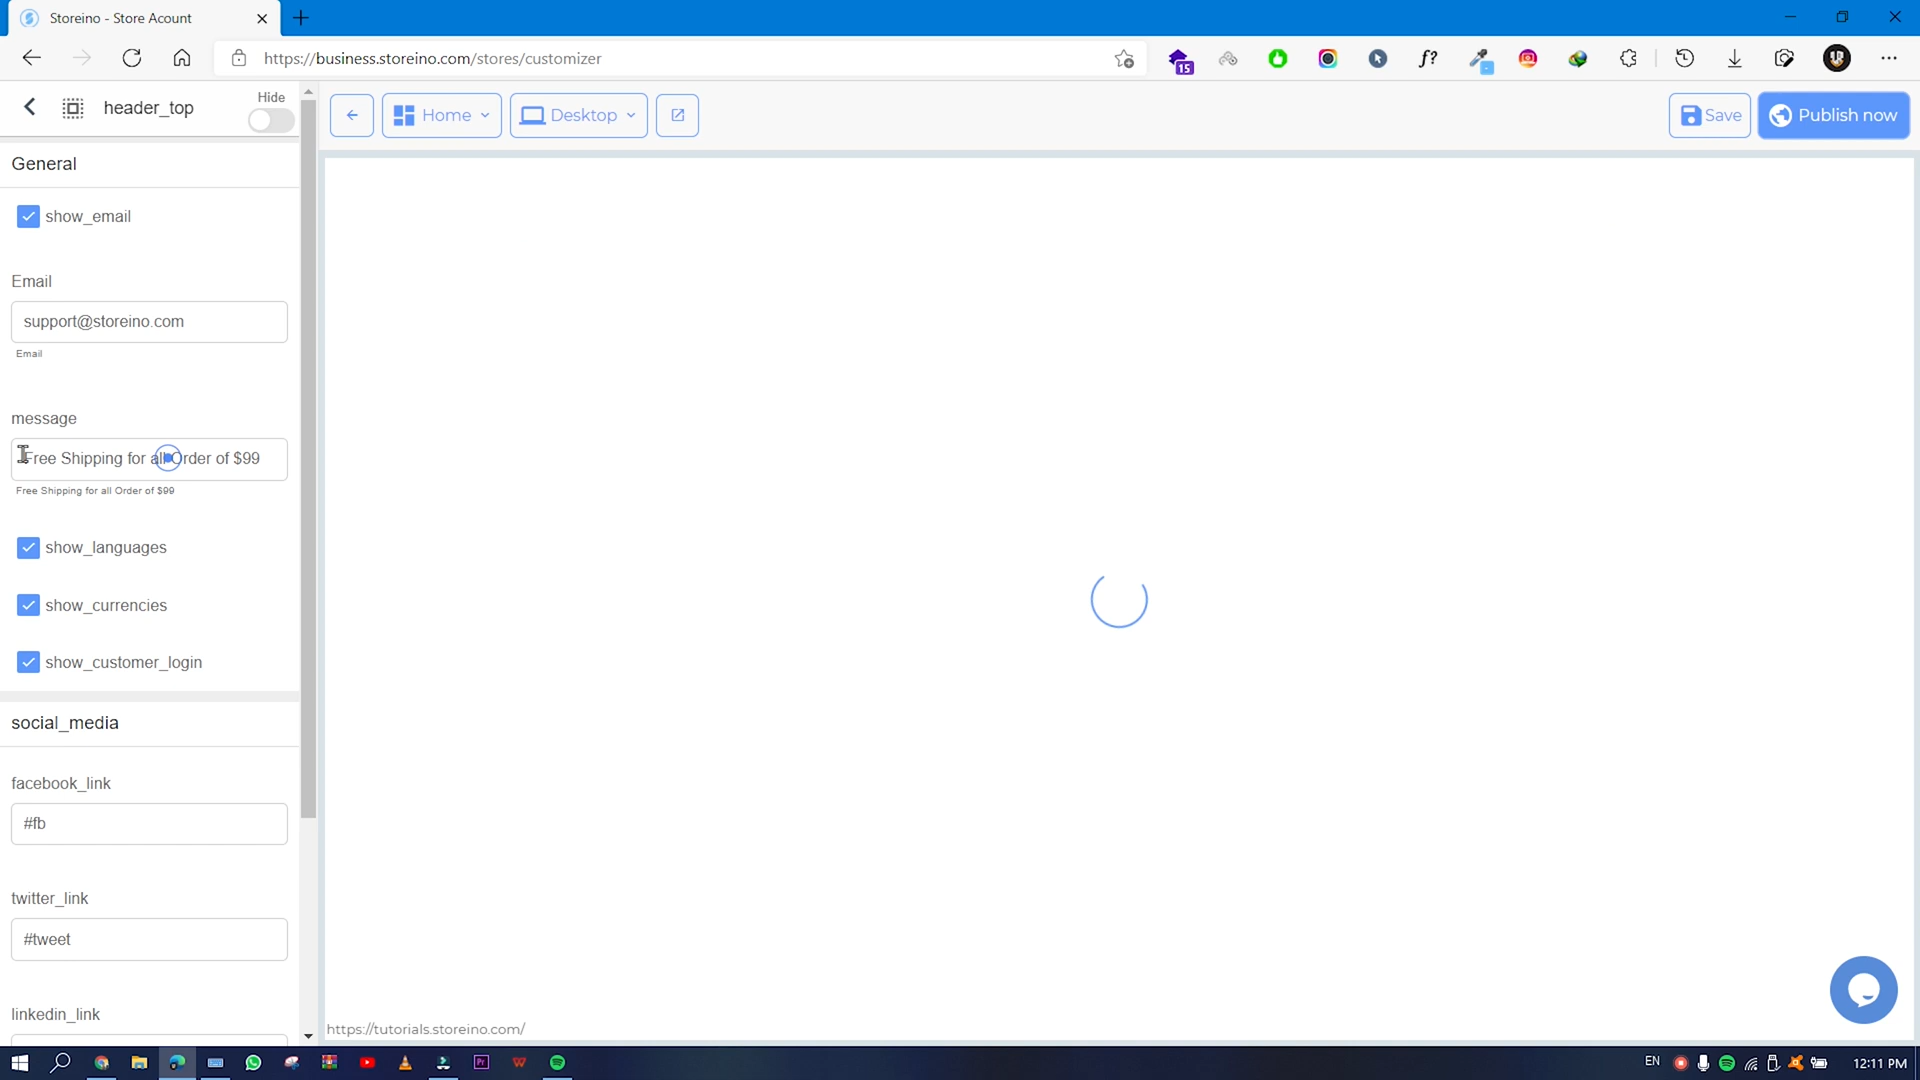 Storeino - Store Acount
https://business.storeino.com/stores/customizer
15
f?
header_top
Hide
Home
Desktop
Save
Publish now
General
show_email
Email
support@storeino.com
Email
message
Free Shipping for all Order of $99
Free Shipping for all Order of $99
show_languages
show_currencies
show_customer_login
social_media
facebook_link
#fb
twitter_link
#tweet
linkedin_link
https://tutorials.storeino.com/
Pr
W
EN
12:11 PM